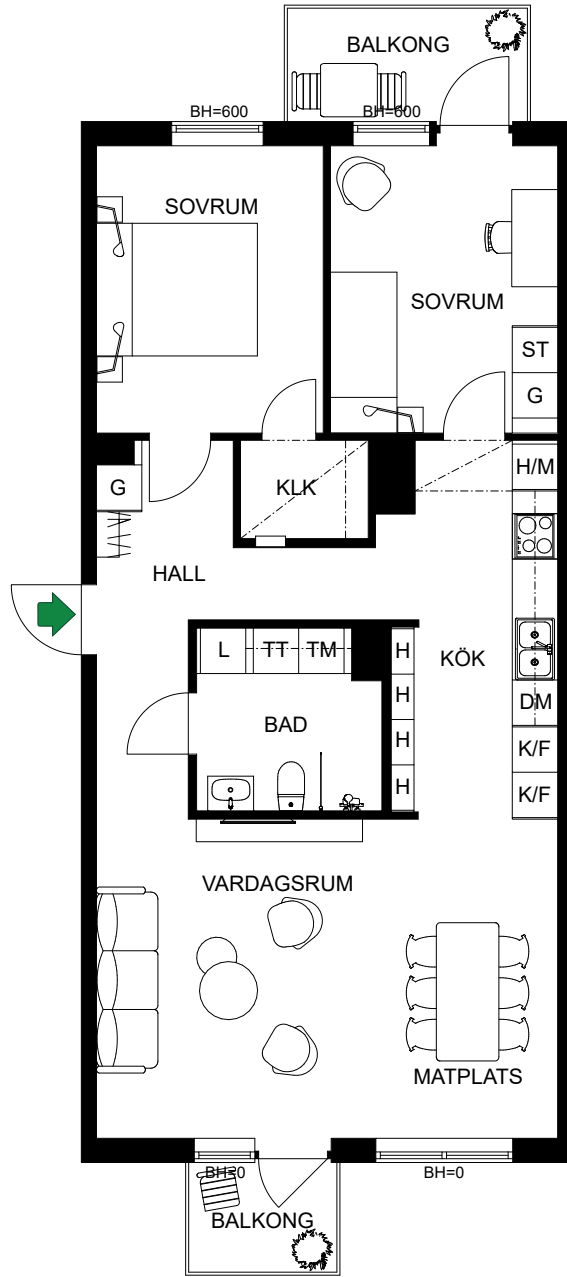 BALKONG
BH=600
BH=600
SOVRUM
SOVRUM
ST
G
H/M
G
KLK
HALL
L
TT
TM
H
KÖK
H
DM
BAD
H
K/F
H
K/F
VARDAGSRUM
MATPLATS
BH=0
BH=0
BALKONG